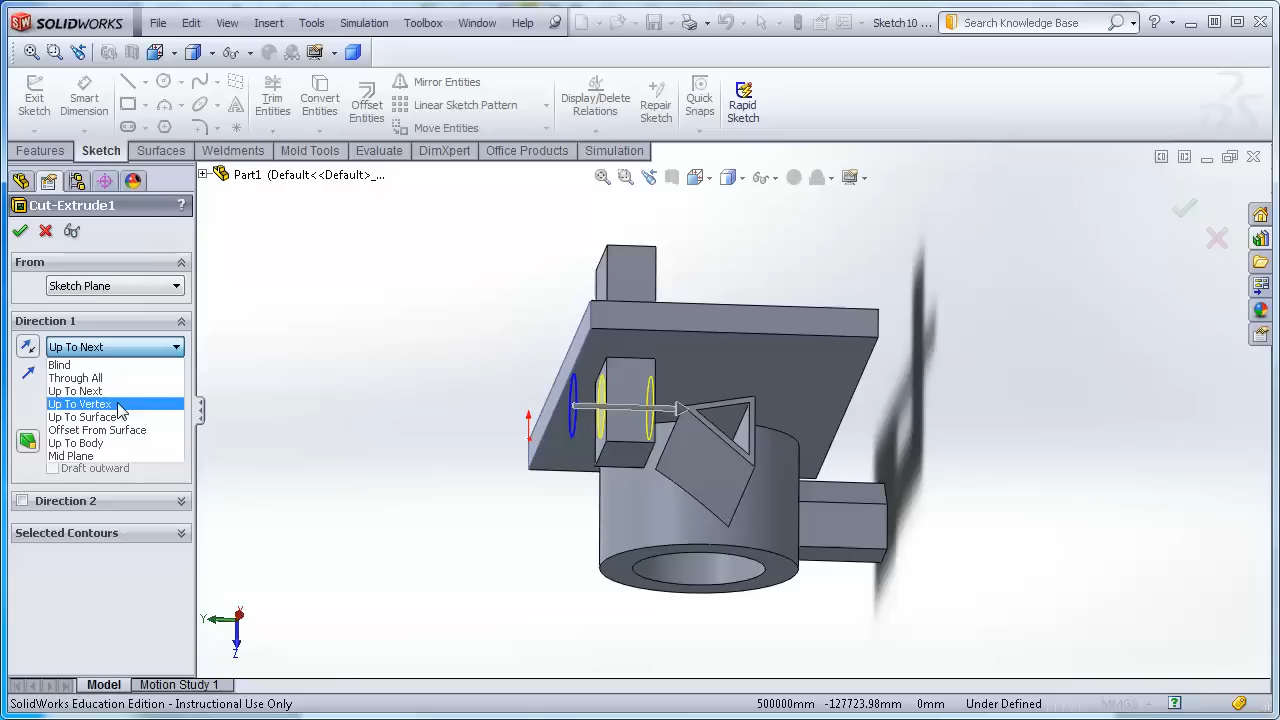 SOLIDWORKS File Edit View Insert Tools Simulation Toolbox Window Help Sketch10 ... Search Knowledge Base ?
Exit Sketch
Smart Dimension
Trim Entities
Convert Entities
Offset Entities
Mirror Entities
Linear Sketch Pattern
Move Entities
Display/Delete Relations
Repair Sketch
Quick Snaps
Rapid Sketch
Features Sketch Surfaces Weldments Mold Tools Evaluate DimXpert Office Products Simulation
Part1 (Default<<Default>_...
Cut-Extrude1 ?
From
Sketch Plane
Direction 1
Up To Next
Blind
Through All
Up To Next
Up To Vertex
Up To Surface
Offset From Surface
Up To Body
Mid Plane
Draft outward
Direction 2
Selected Contours
Y
X
Z
Model Motion Study 1
SolidWorks Education Edition - Instructional Use Only 500000mm -127723.98mm 0mm Under Defined MMGS ?